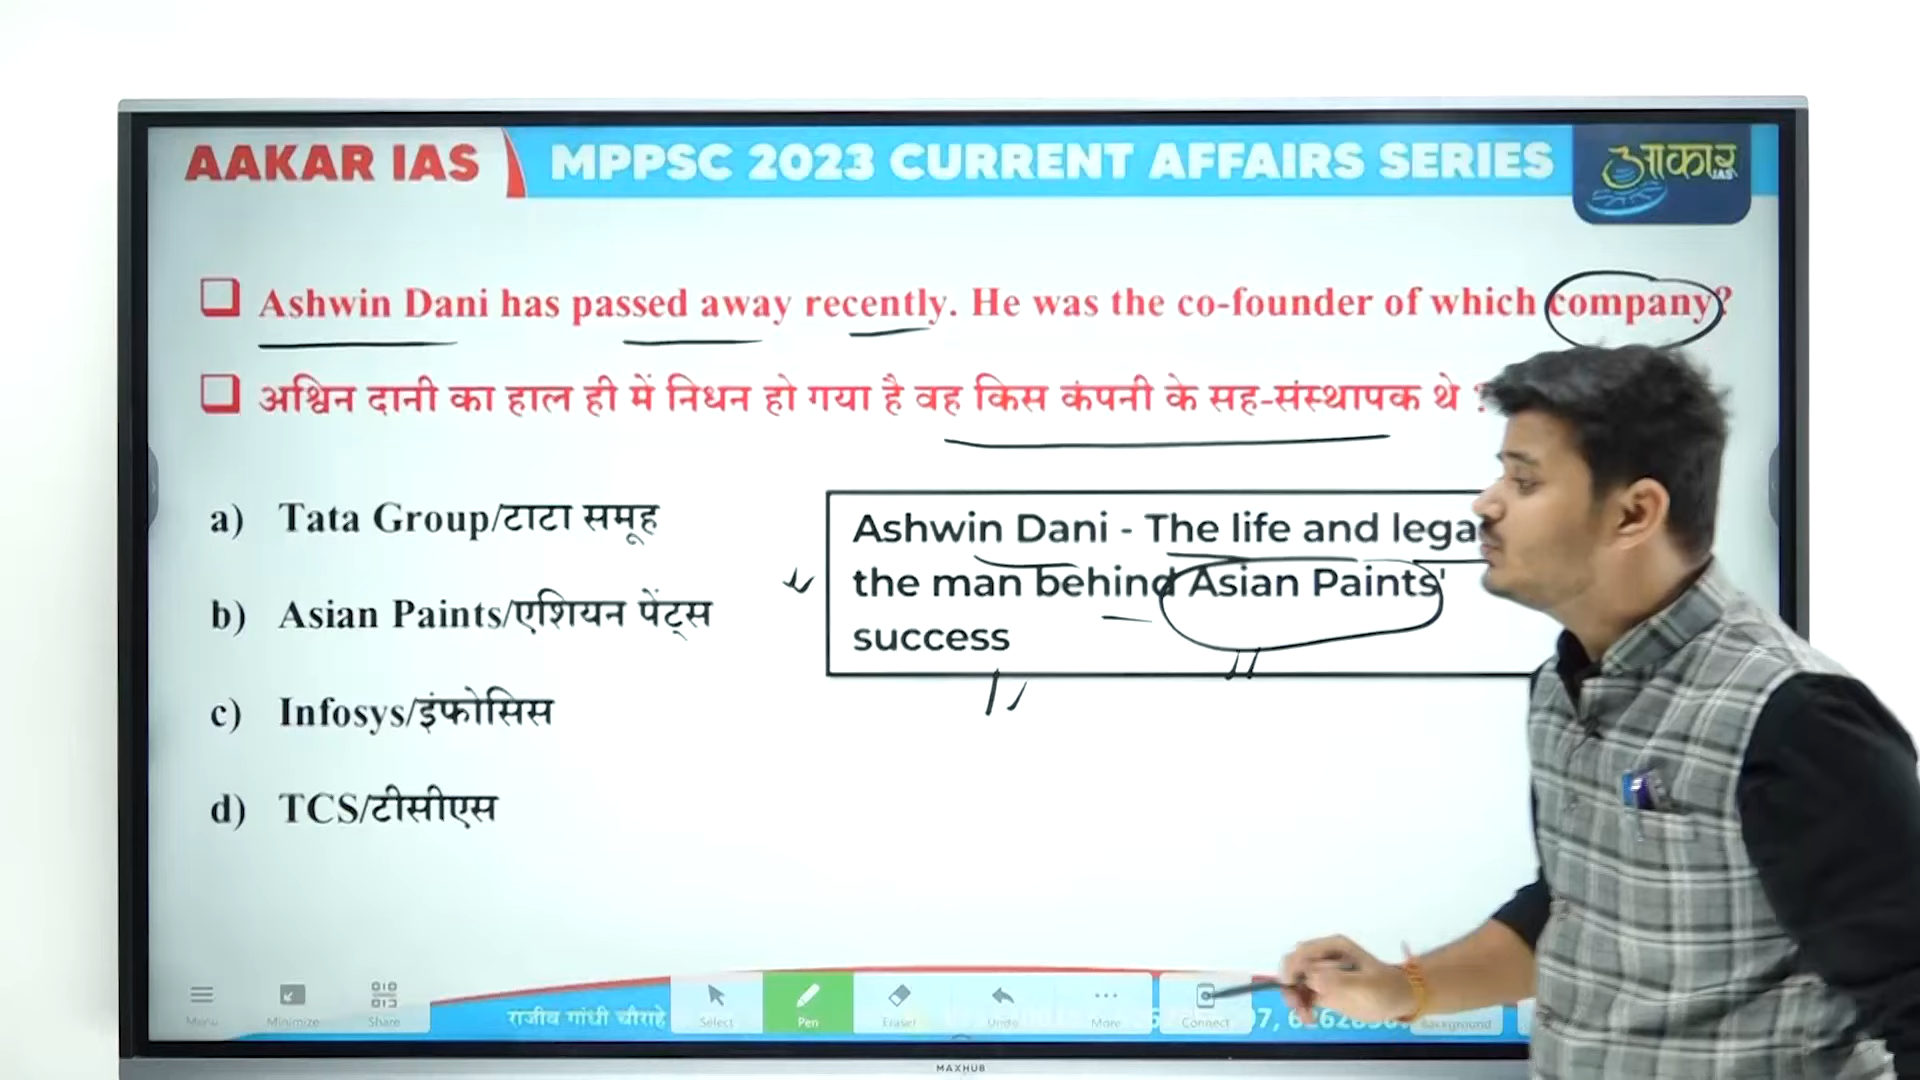 AAKAR IAS MPPSC 2023 CURRENT AFFAIRS SERIES आकार IAS
Ashwin Dani has passed away recently. He was the co-founder of which company?
अश्विन दानी का हाल ही में निधन हो गया है वह किस कंपनी के सह-संस्थापक थे ?
a) Tata Group/टाटा समूह
b) Asian Paints/एशियन पेंट्स
c) Infosys/इंफोसिस
d) TCS/टीसीएस
Ashwin Dani - The life and lega
the man behind Asian Paints'
success
Menu Minimize Share Select Pen Eraser Undo More Connect Background
राजीव गांधी चौराहे
MAXHUB